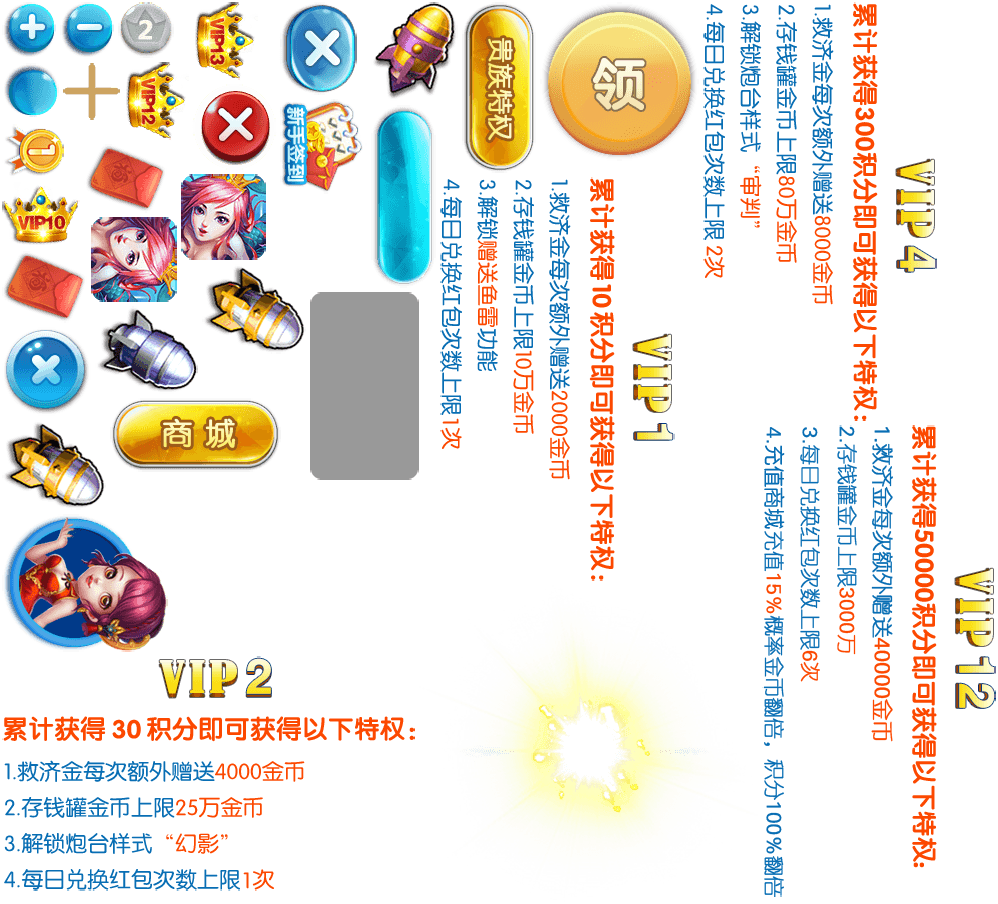 2
VIP13
VIP12
1
VIP10
新手签到
贵族特权
领
商城
VIP 4
累计获得300积分即可获得以下特权：
1.救济金每次额外赠送8000金币
2.存钱罐金币上限80万金币
3.解锁炮台样式“审判”
4.每日兑换红包次数上限 2次
VIP 1
累计获得10 积分即可获得以下特权：
1.救济金每次额外赠送2000金币
2.存钱罐金币上限10万金币
3.解锁赠送鱼雷功能
4.每日兑换红包次数上限1次
VIP 12
累计获得50000积分即可获得以下特权:
1.救济金每次额外赠送40000金币
2.存钱罐金币上限3000万
3.每日兑换红包次数上限6次
4.充值商城充值15%概率金币翻倍，积分100%翻倍
VIP 2
累计获得 30 积分即可获得以下特权：
1.救济金每次额外赠送4000金币
2.存钱罐金币上限25万金币
3.解锁炮台样式“幻影”
4.每日兑换红包次数上限1次